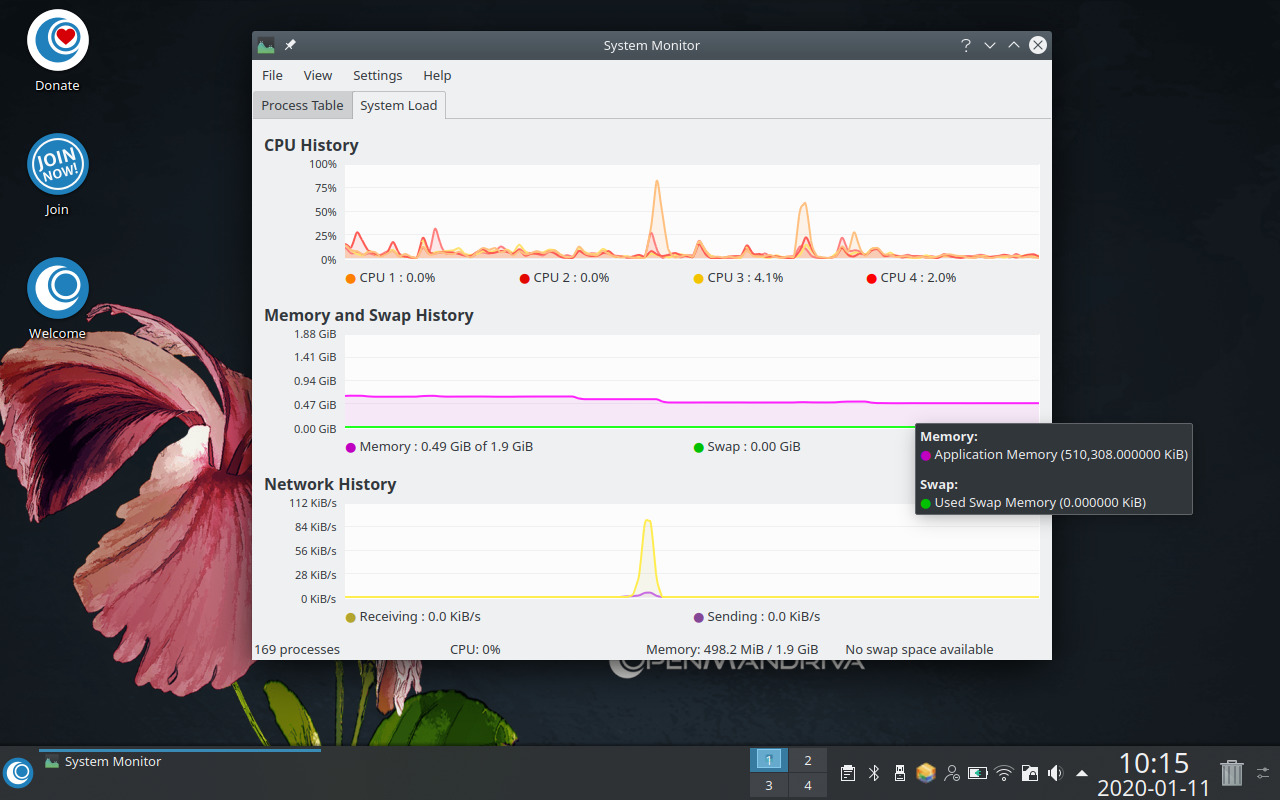 Donate
JOIN
NOW!
Join
Welcome
System Monitor
File View Settings Help
Process Table System Load
CPU History
100%
75%
50%
25%
0%
CPU 1 : 0.0% CPU 2 : 0.0% CPU 3 : 4.1% CPU 4 : 2.0%
Memory and Swap History
1.88 GiB
1.41 GiB
0.94 GiB
0.47 GiB
0.00 GiB
Memory : 0.49 GiB of 1.9 GiB Swap : 0.00 GiB
Memory:
Application Memory (510,308.000000 KiB)
Swap:
Used Swap Memory (0.000000 KiB)
Network History
112 KiB/s
84 KiB/s
56 KiB/s
28 KiB/s
0 KiB/s
Receiving : 0.0 KiB/s Sending : 0.0 KiB/s
169 processes CPU: 0% Memory: 498.2 MiB / 1.9 GiB No swap space available
OPENMANDRIVA
System Monitor
1 2
3 4
10:15
2020-01-11